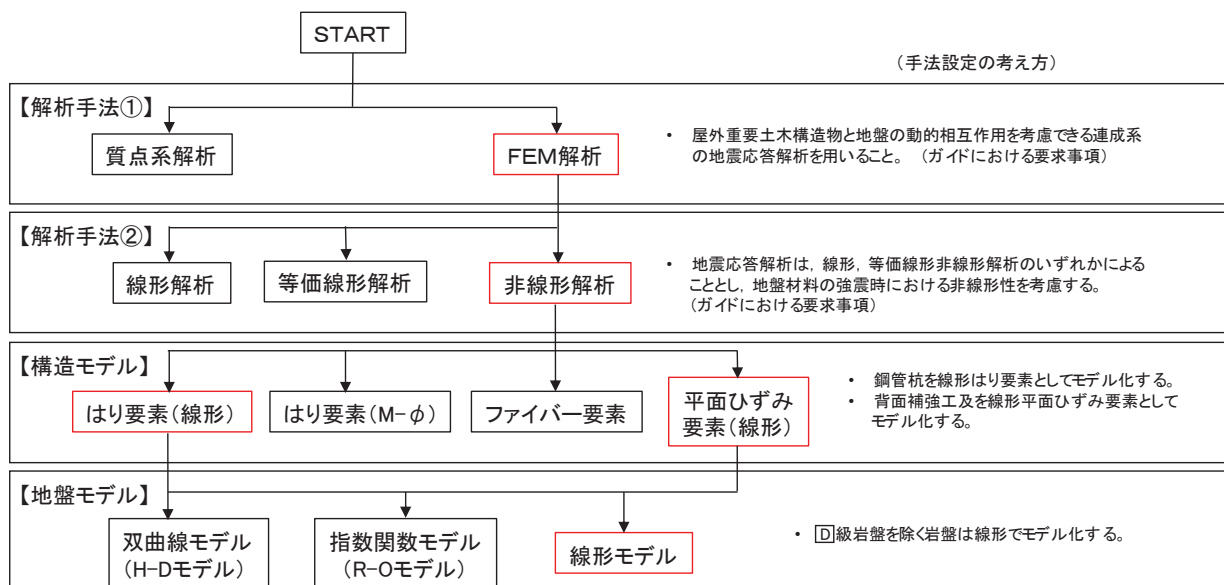 START
(手法設定の考え方)
【解析手法①】
質点系解析
FEM解析
・ 屋外重要土木構造物と地盤の動的相互作用を考慮できる連成系
の地震応答解析を用いること。 (ガイドにおける要求事項)
【解析手法②】
線形解析
等価線形解析
非線形解析
・ 地震応答解析は，線形，等価線形非線形解析のいずれかによる
こととし，地盤材料の強震時における非線形性を考慮する。
(ガイドにおける要求事項)
【構造モデル】
はり要素(線形)
はり要素(M-φ)
ファイバー要素
平面ひずみ
要素(線形)
・ 鋼管杭を線形はり要素としてモデル化する。
・ 背面補強工及を線形平面ひずみ要素として
モデル化する。
【地盤モデル】
双曲線モデル
(H-Dモデル)
指数関数モデル
(R-Oモデル)
線形モデル
・ D級岩盤を除く岩盤は線形でモデル化する。